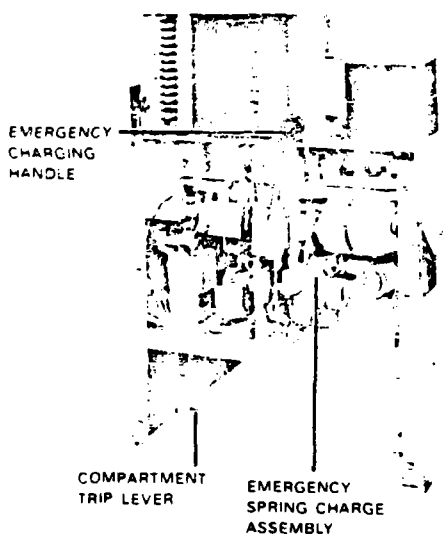 EMERGENCY
CHARGING
HANDLE
COMPARTMENT
TRIP LEVER
EMERGENCY
SPRING CHARGE
ASSEMBLY